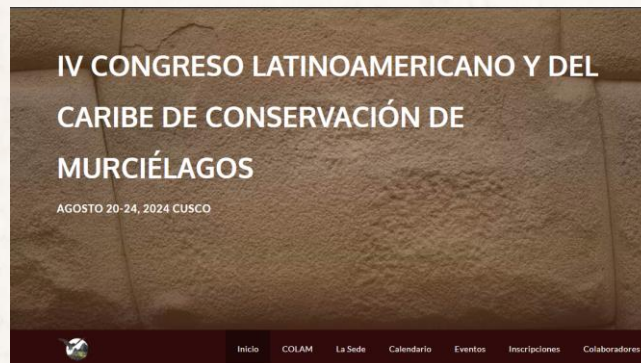 IV CONGRESO LATINOAMERICANO Y DEL
CARIBE DE CONSERVACIÓN DE
MURCIÉLAGOS
AGOSTO 20-24, 2024 CUSCO
Inicio COLAM La Sede Calendario Eventos Inscripciones Colaboradores